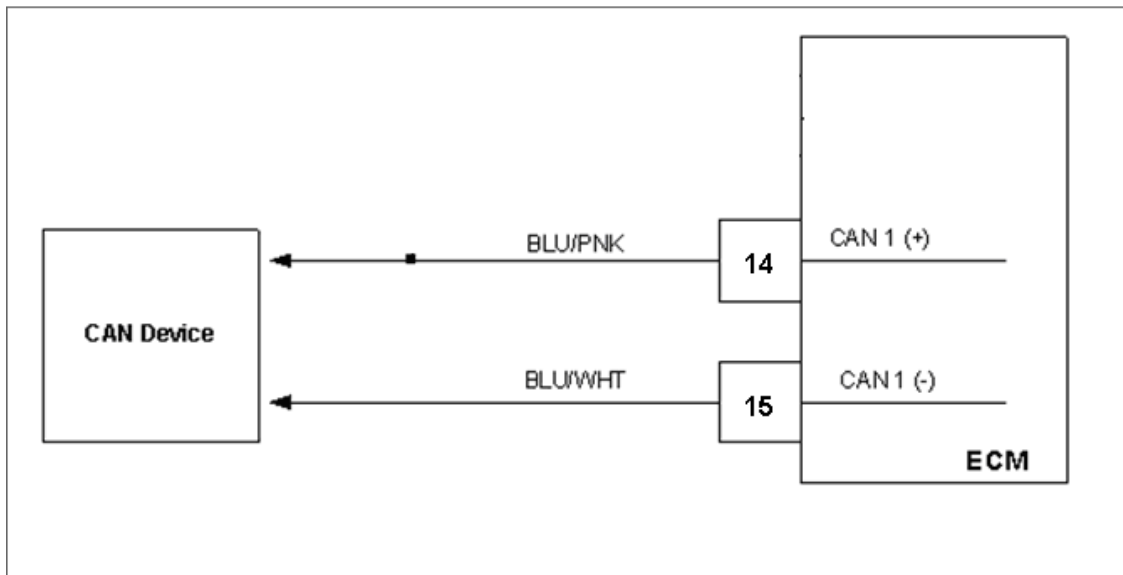 BLU/PNK
14
CAN 1 (+)
CAN Device
BLU/WHT
15
CAN 1 (-)
ECM